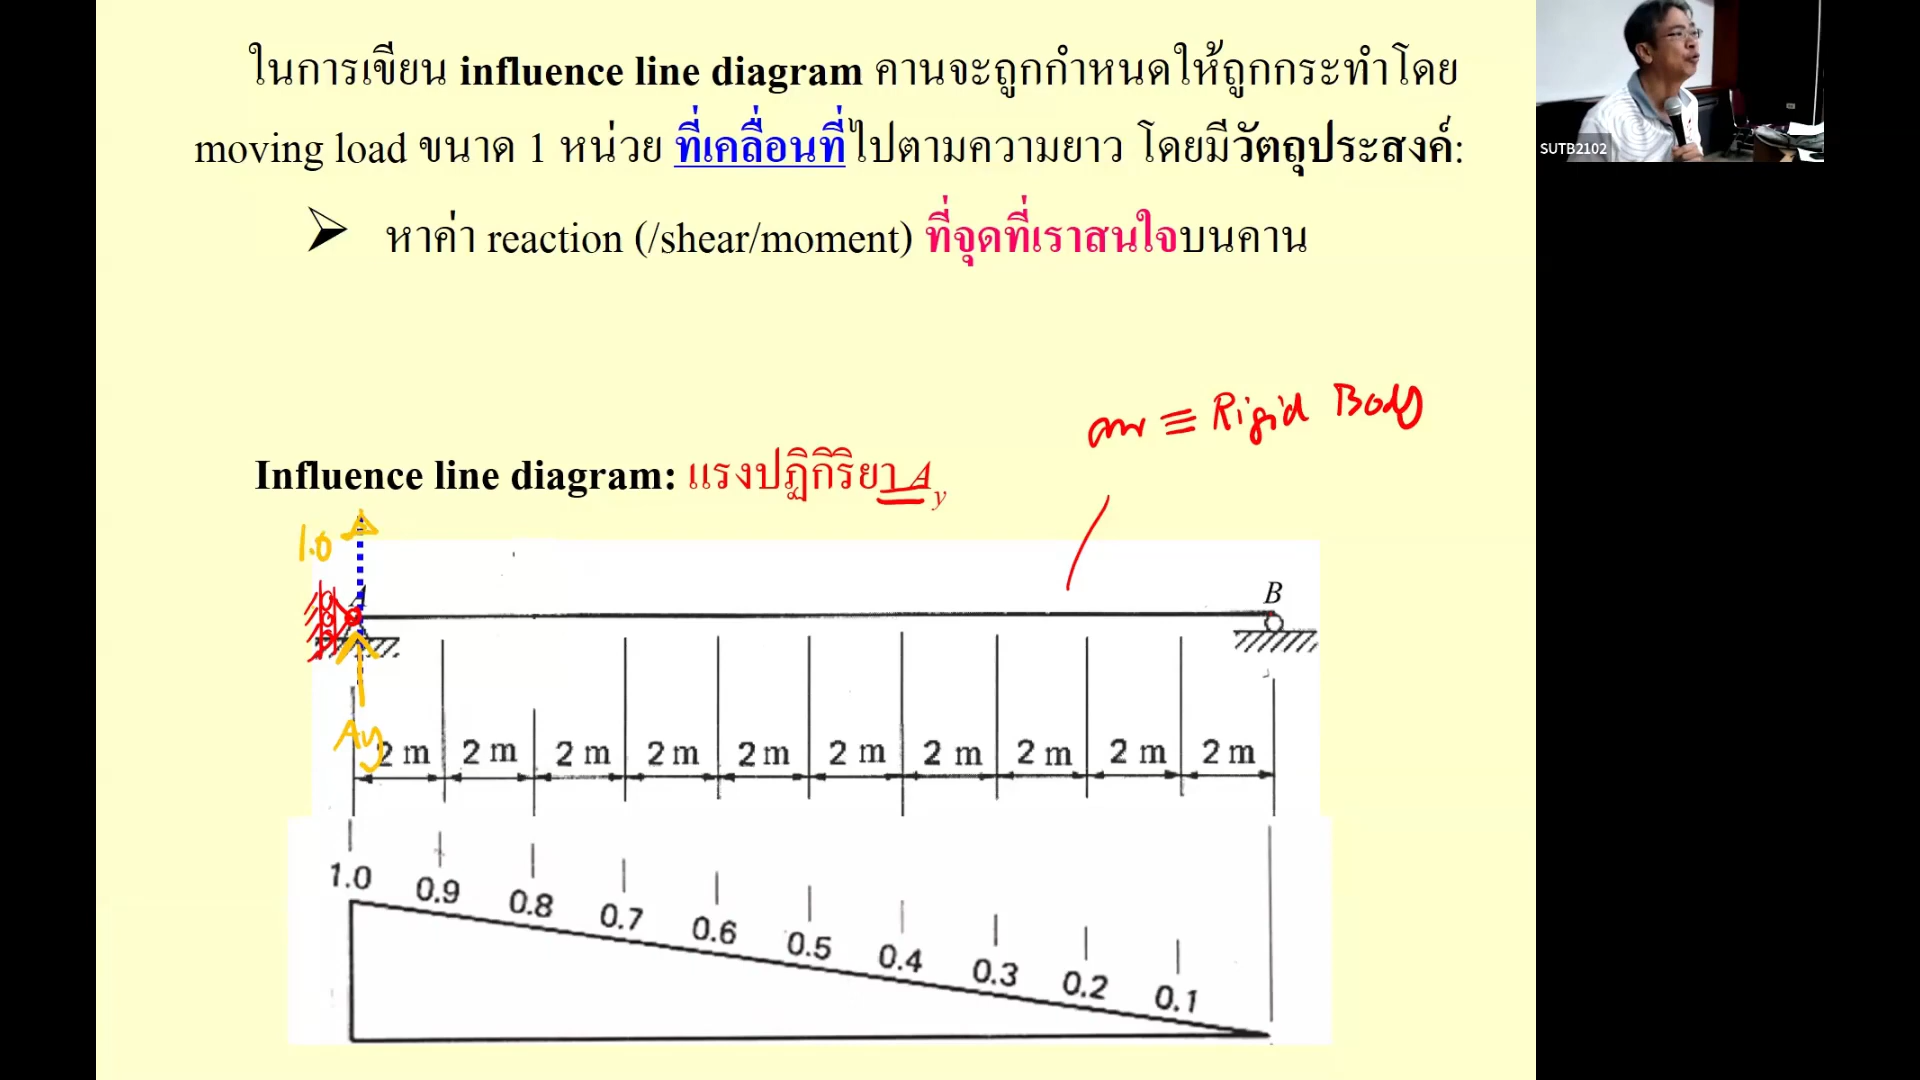 ในการเขียน influence line diagram คานจะถูกกำหนดให้ถูกกระทำโดย
moving load ขนาด 1 หน่วย ที่เคลื่อนที่ไปตามความยาว โดยมีวัตถุประสงค์:
หาค่า reaction (/shear/moment) ที่จุดที่เราสนใจบนคาน
SUTB2102
คาน ≡ Rigid Body
Influence line diagram: แรงปฏิกิริยา Ay
1.0
A
B
Ay
2 m 2 m 2 m 2 m 2 m 2 m 2 m 2 m 2 m 2 m
1.0 0.9 0.8 0.7 0.6 0.5 0.4 0.3 0.2 0.1